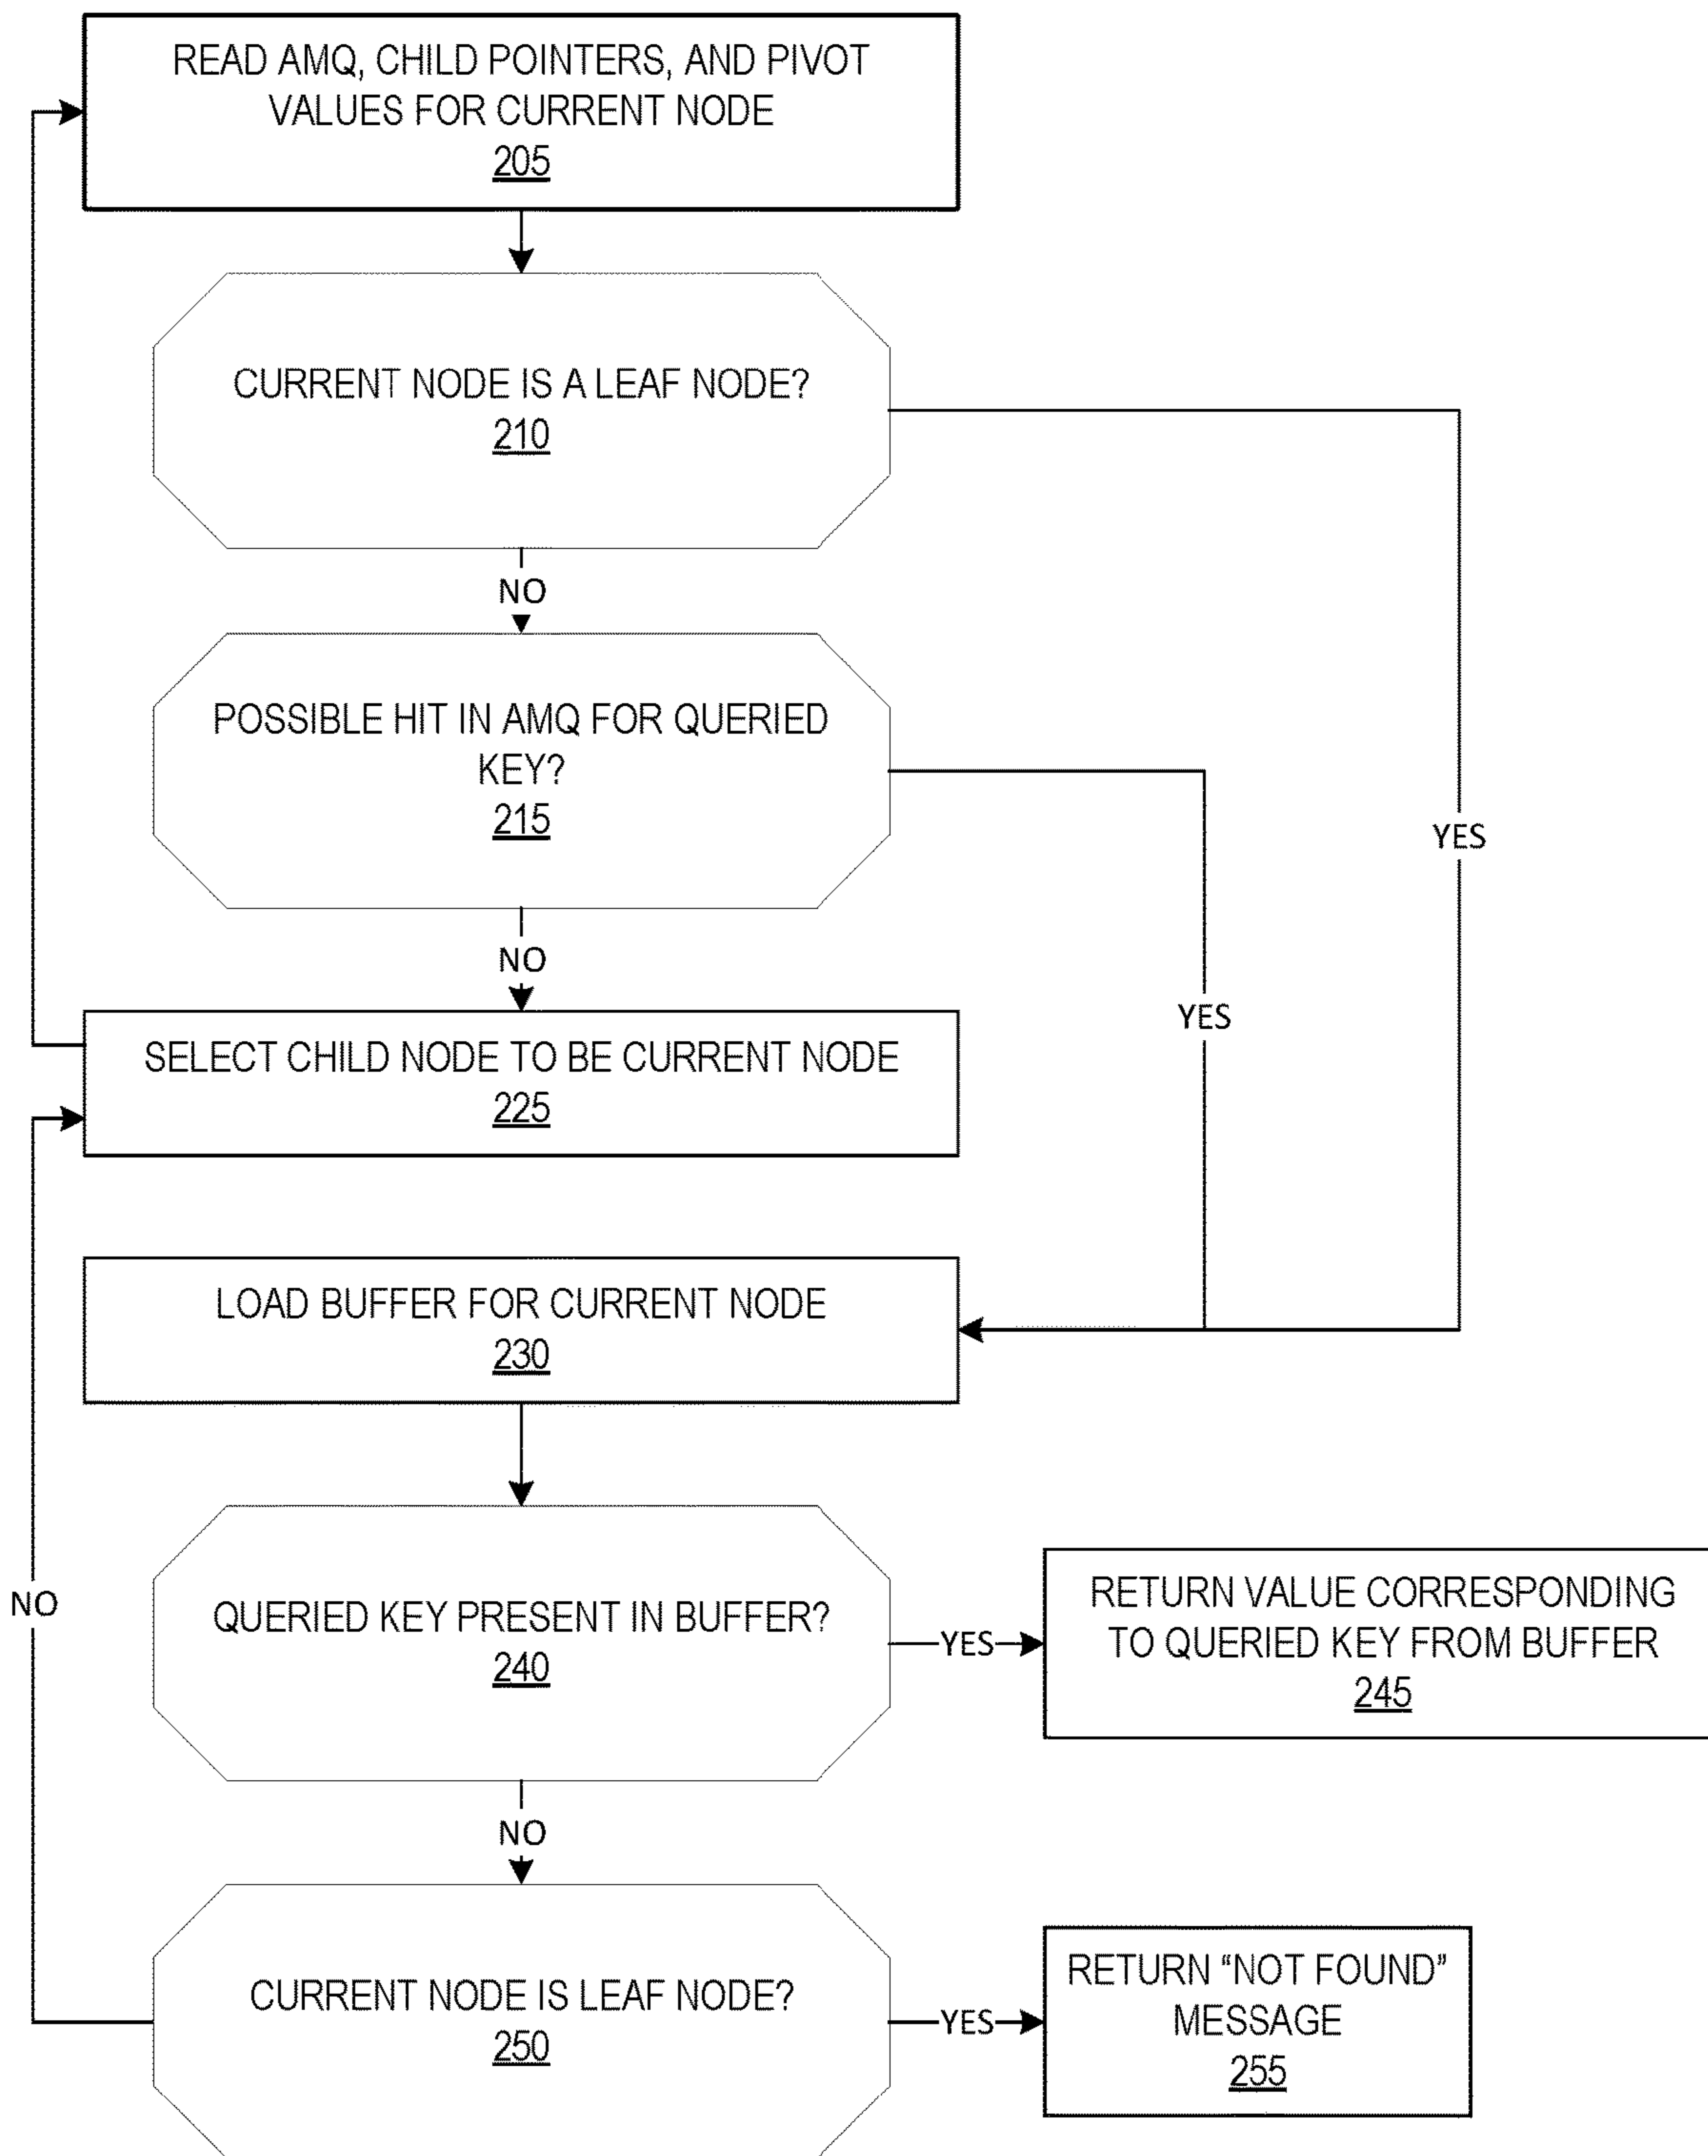 READ AMQ, CHILD POINTERS, AND PIVOT
VALUES FOR CURRENT NODE
205
CURRENT NODE IS A LEAF NODE?
210
NO
POSSIBLE HIT IN AMQ FOR QUERIED
KEY?
215
YES
NO
YES
SELECT CHILD NODE TO BE CURRENT NODE
225
LOAD BUFFER FOR CURRENT NODE
230
NO
QUERIED KEY PRESENT IN BUFFER?
240
YES
RETURN VALUE CORRESPONDING
TO QUERIED KEY FROM BUFFER
245
NO
CURRENT NODE IS LEAF NODE?
250
YES
RETURN “NOT FOUND”
MESSAGE
255